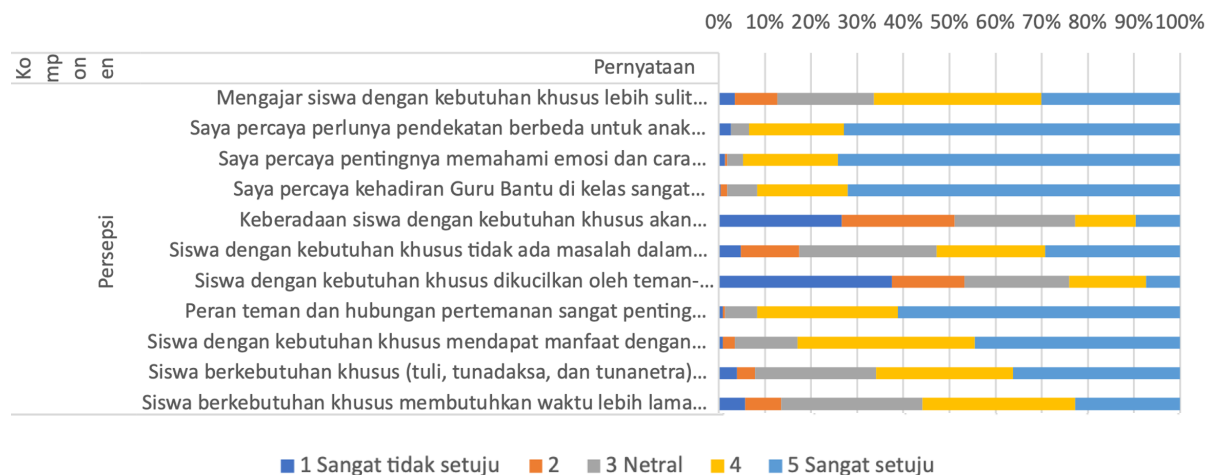 0% 10% 20% 30% 40% 50% 60% 70% 80% 90% 100%
Komponen
Pernyataan
Persepsi
Mengajar siswa dengan kebutuhan khusus lebih sulit...
Saya percaya perlunya pendekatan berbeda untuk anak...
Saya percaya pentingnya memahami emosi dan cara...
Saya percaya kehadiran Guru Bantu di kelas sangat...
Keberadaan siswa dengan kebutuhan khusus akan...
Siswa dengan kebutuhan khusus tidak ada masalah dalam...
Siswa dengan kebutuhan khusus dikucilkan oleh teman-...
Peran teman dan hubungan pertemanan sangat penting...
Siswa dengan kebutuhan khusus mendapat manfaat dengan...
Siswa berkebutuhan khusus (tuli, tunadaksa, dan tunanetra)...
Siswa berkebutuhan khusus membutuhkan waktu lebih lama...
1 Sangat tidak setuju 2 3 Netral 4 5 Sangat setuju